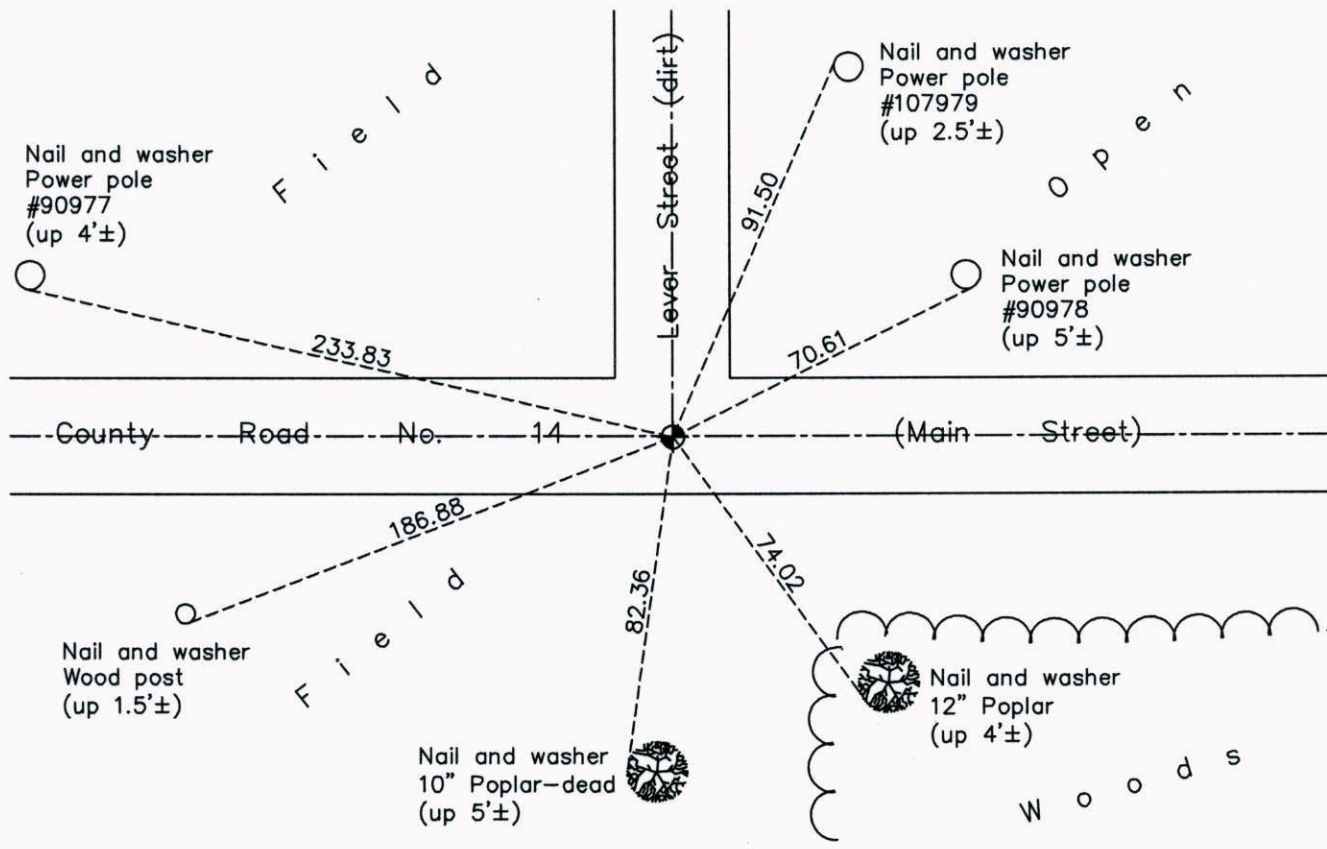 Nail and washer
Power pole
#107979
(up 2.5'±)
Field
Lever Street (dirt)
Open
Nail and washer
Power pole
#90977
(up 4'±)
91.50
Nail and washer
Power pole
#90978
(up 5'±)
233.83
70.61
County Road No. 14 (Main Street)
186.88
82.36
74.02
Field
Nail and washer
Wood post
(up 1.5'±)
Nail and washer
12" Poplar
(up 4'±)
Nail and washer
10" Poplar-dead
(up 5'±)
Woods